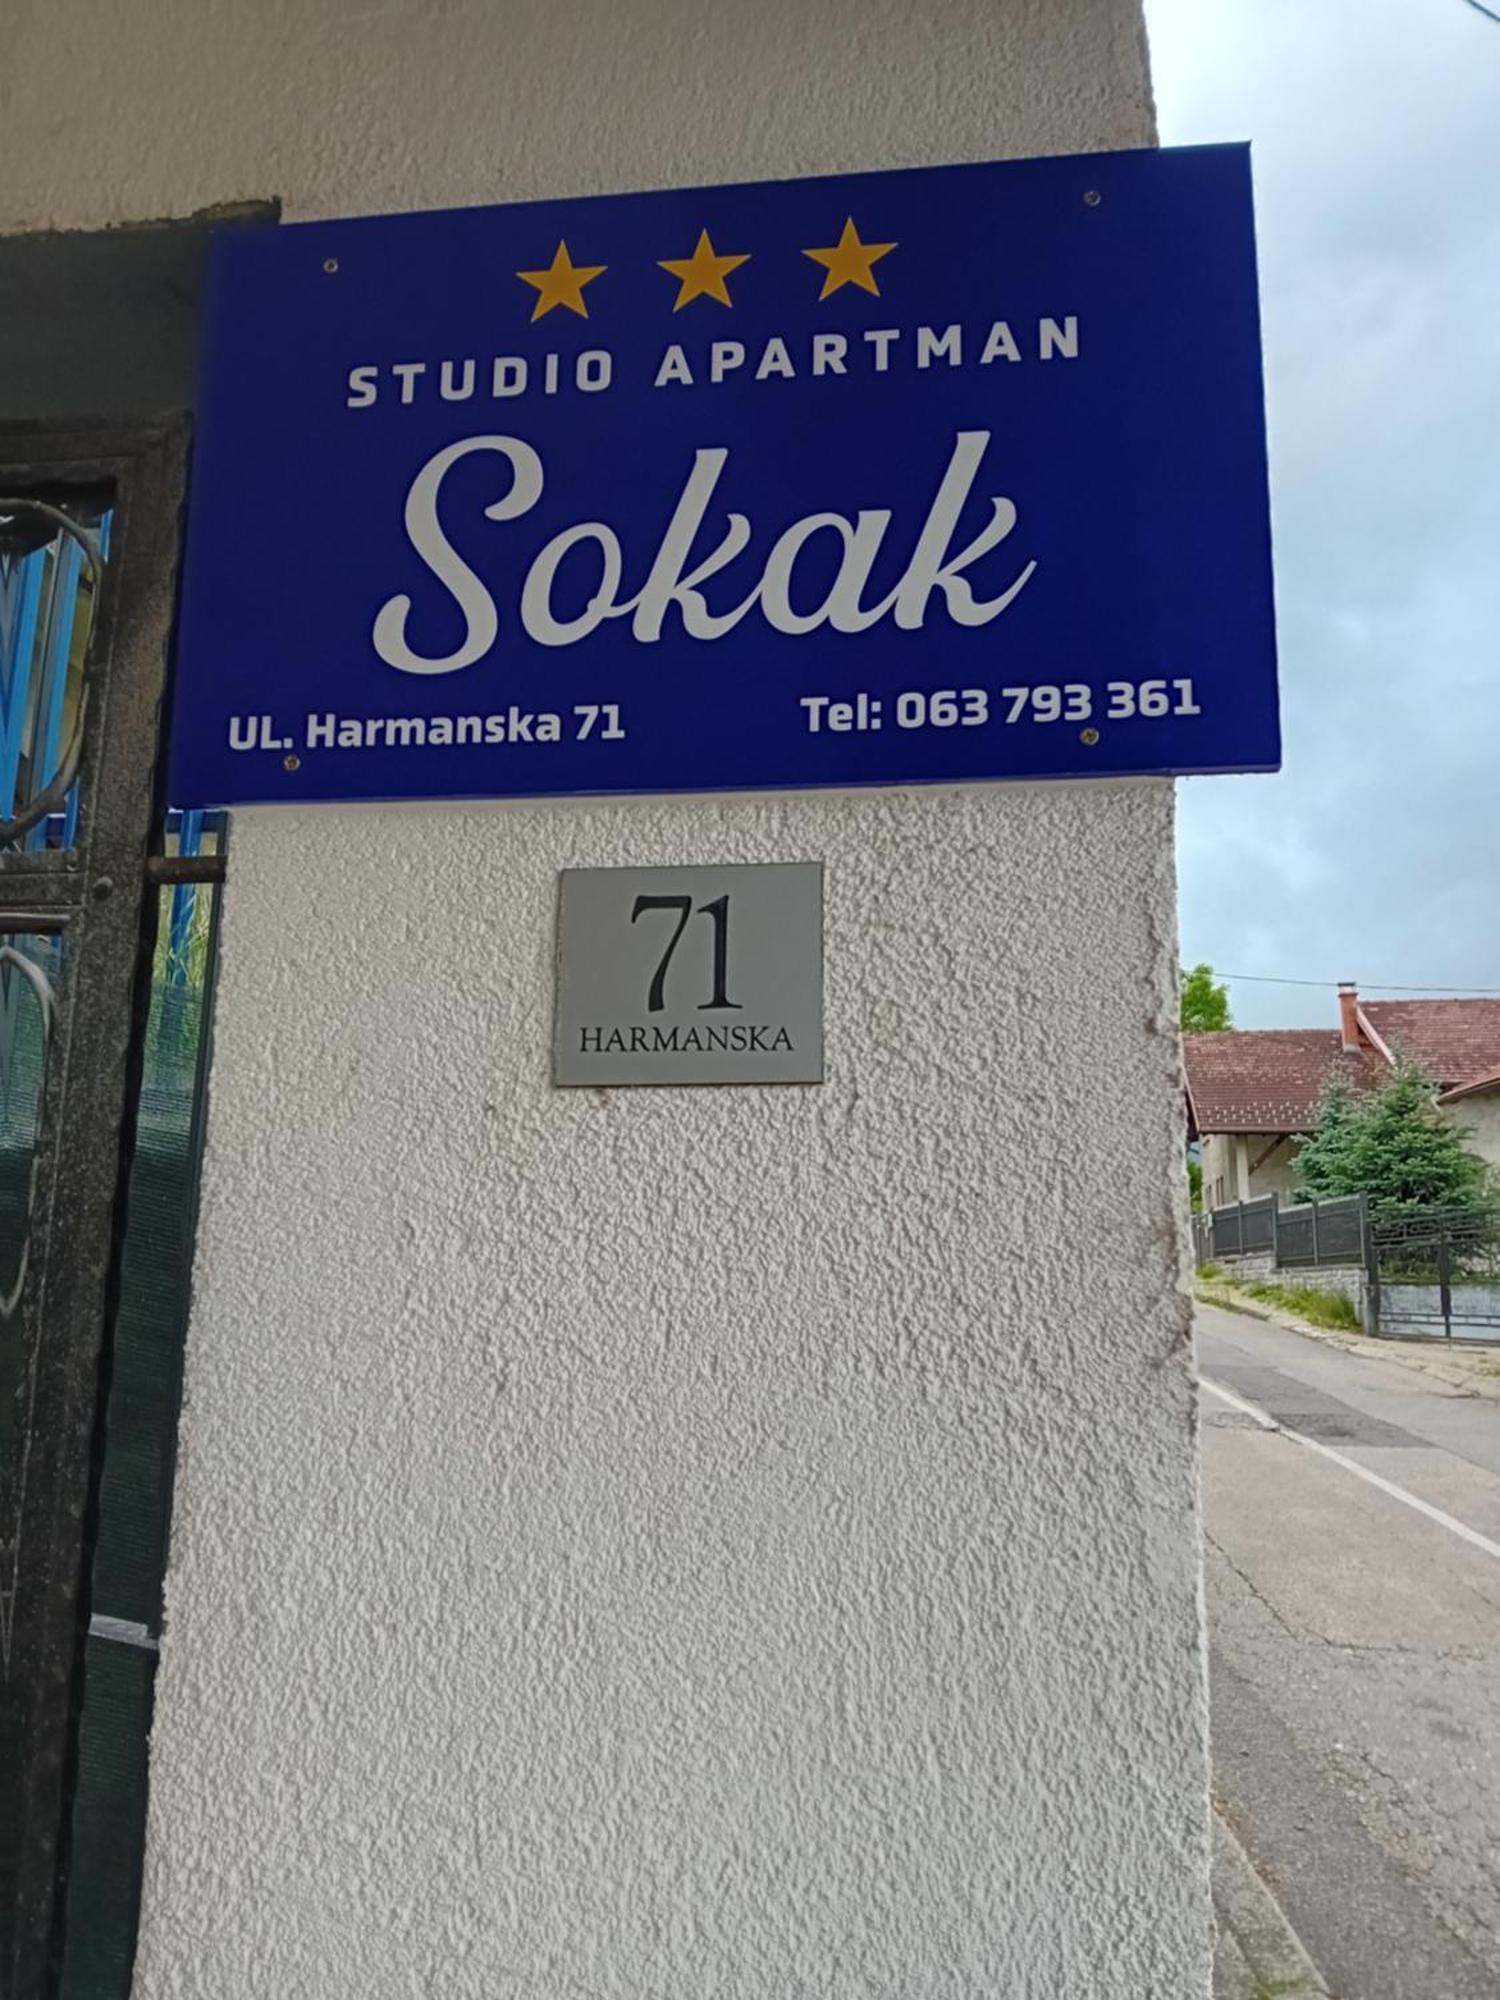 STUDIO APARTMAN
Sokak
UL. Harmanska 71
Tel: 063 793 361
71
HARMANSKA